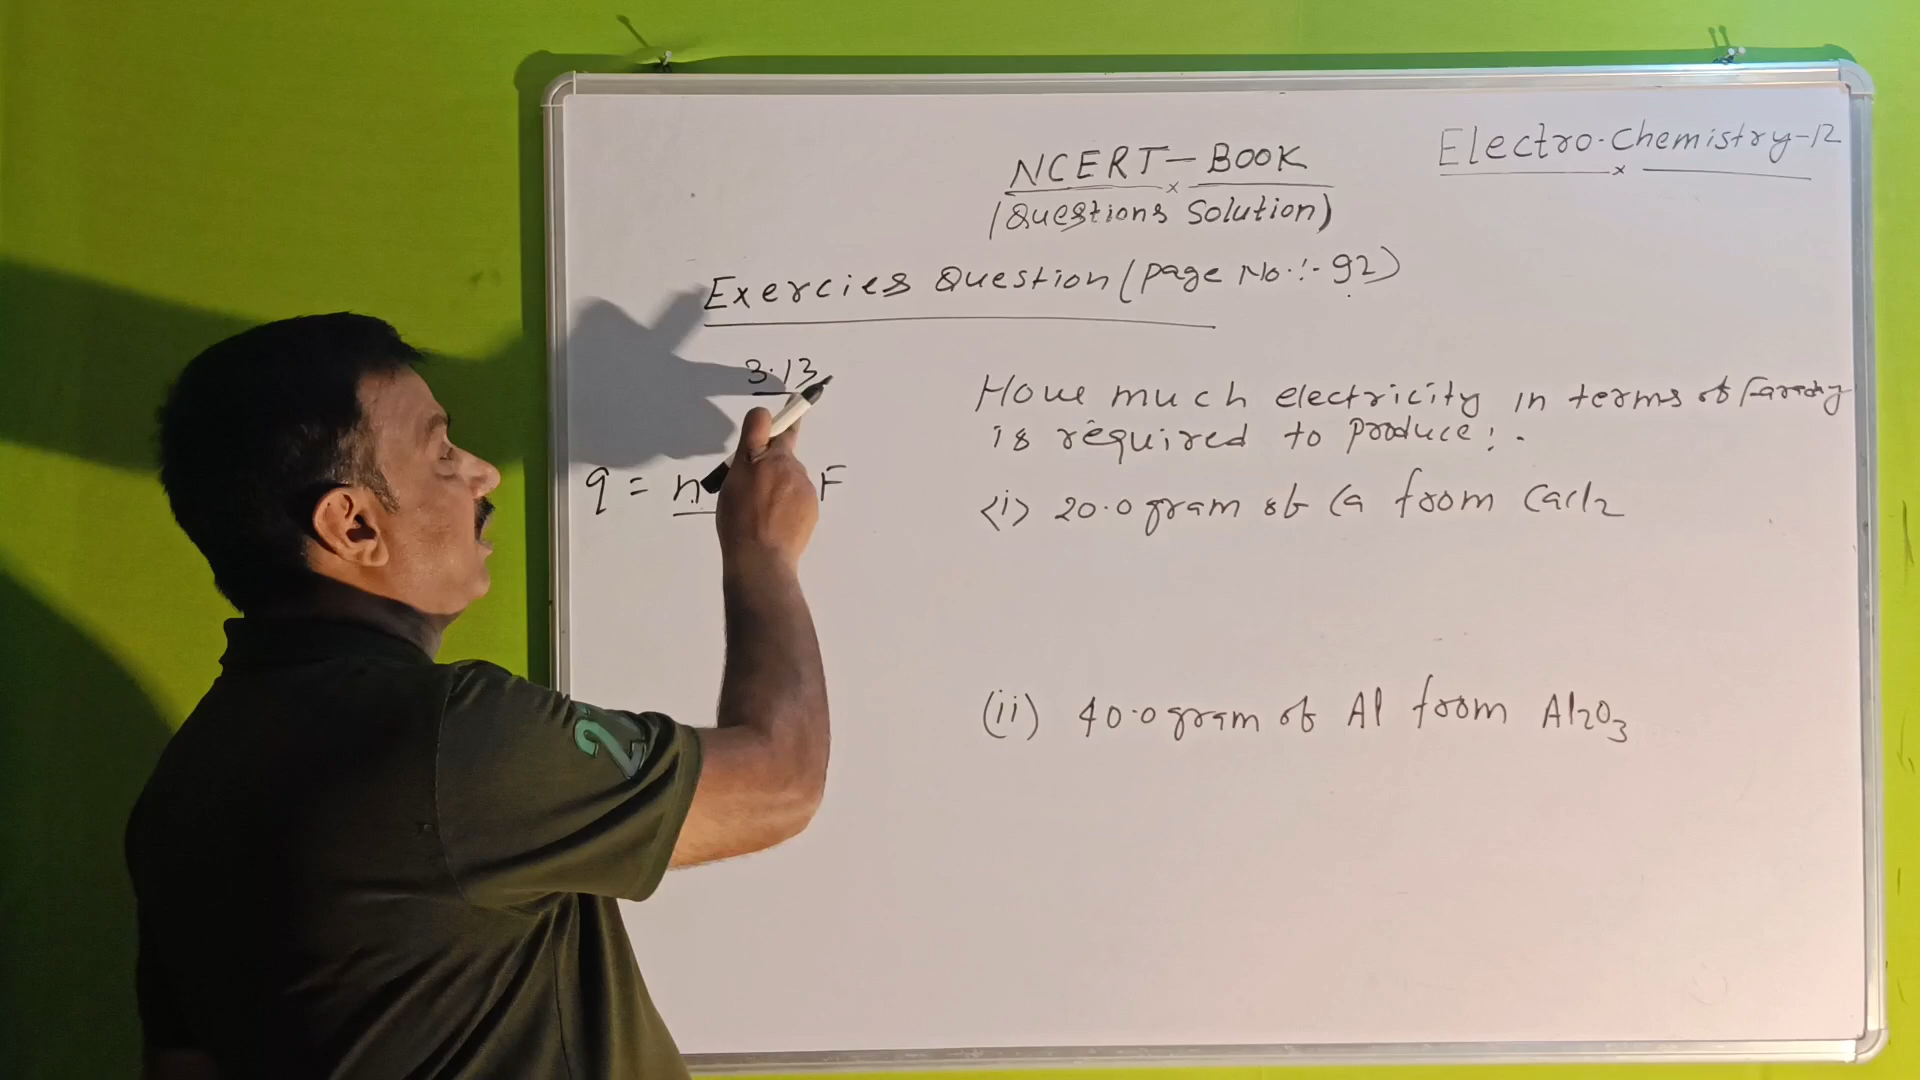 Electro-Chemistry-12
NCERT-BOOK
(Questions Solution)
Exercies Question (page No.:- 92)
3.13
q = n F
How much electricity in terms of Faraday
is required to produce:-
(i) 20.0 gram of Ca from CaCl2
(ii) 40.0 gram of Al from Al2O3
2